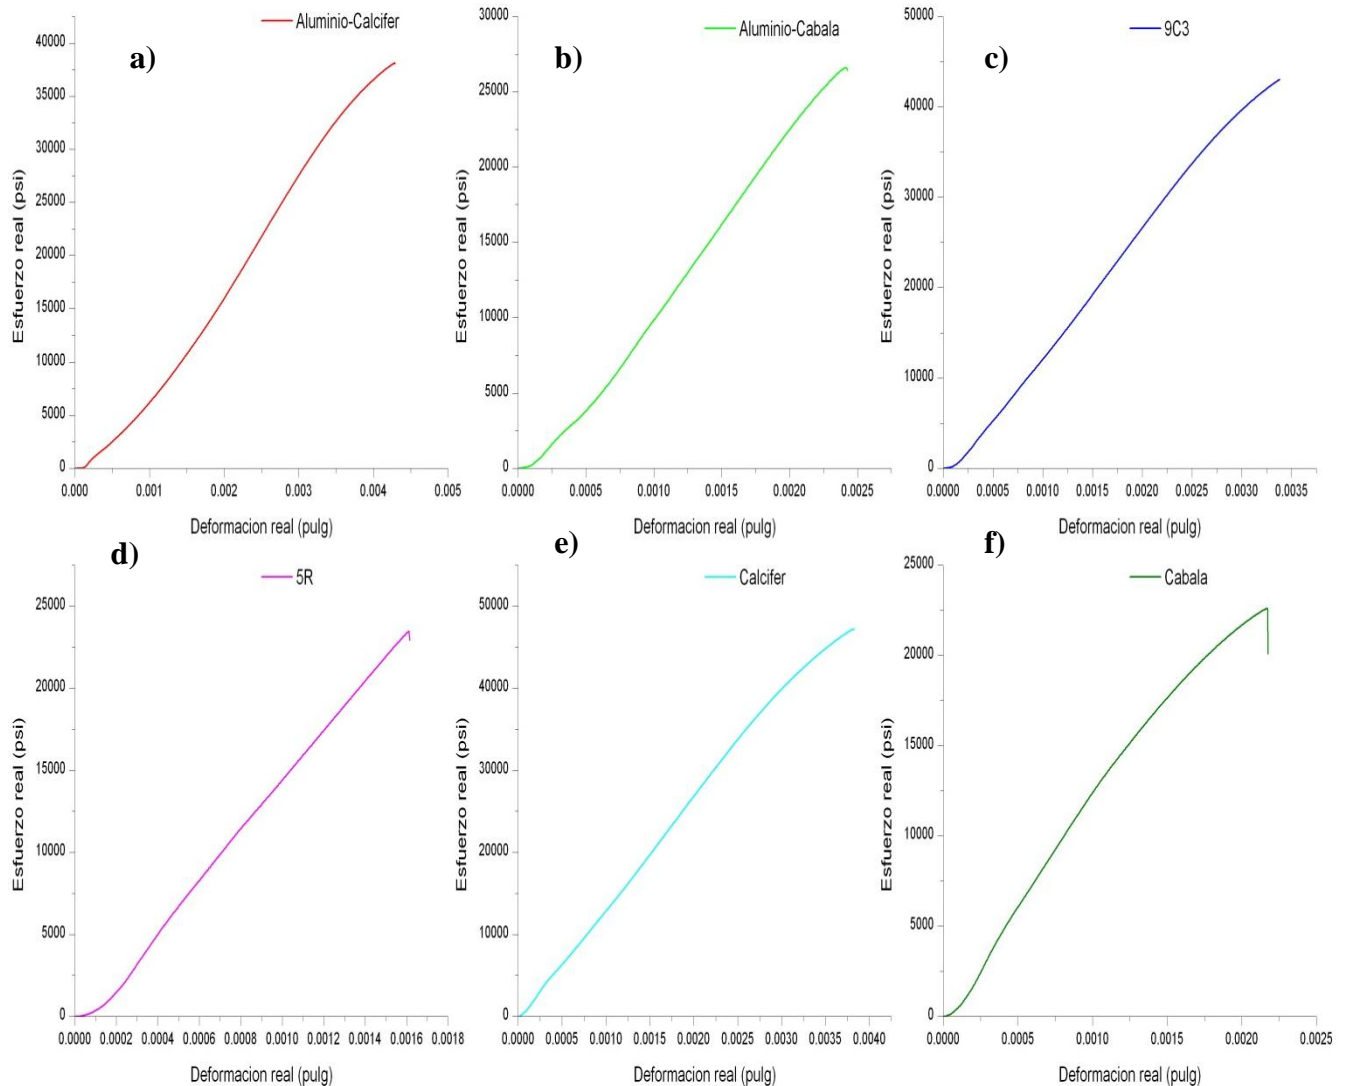 a)
Aluminio-Calcifer
Esfuerzo real (psi)
40000
35000
30000
25000
20000
15000
10000
5000
0
0.000 0.001 0.002 0.003 0.004 0.005
Deformacion real (pulg)
b)
Aluminio-Cabala
Esfuerzo real (psi)
30000
25000
20000
15000
10000
5000
0
0.0000 0.0005 0.0010 0.0015 0.0020 0.0025
Deformacion real (pulg)
c)
9C3
Esfuerzo real (psi)
50000
40000
30000
20000
10000
0
0.0000 0.0005 0.0010 0.0015 0.0020 0.0025 0.0030 0.0035
Deformacion real (pulg)
d)
5R
Esfuerzo real (psi)
25000
20000
15000
10000
5000
0
0.0000 0.0002 0.0004 0.0006 0.0008 0.0010 0.0012 0.0014 0.0016 0.0018
Deformacion real (pulg)
e)
Calcifer
Esfuerzo real (psi)
50000
40000
30000
20000
10000
0
0.0000 0.0005 0.0010 0.0015 0.0020 0.0025 0.0030 0.0035 0.0040
Deformacion real (pulg)
f)
Cabala
Esfuerzo real (psi)
25000
20000
15000
10000
5000
0
0.0000 0.0005 0.0010 0.0015 0.0020 0.0025
Deformacion real (pulg)